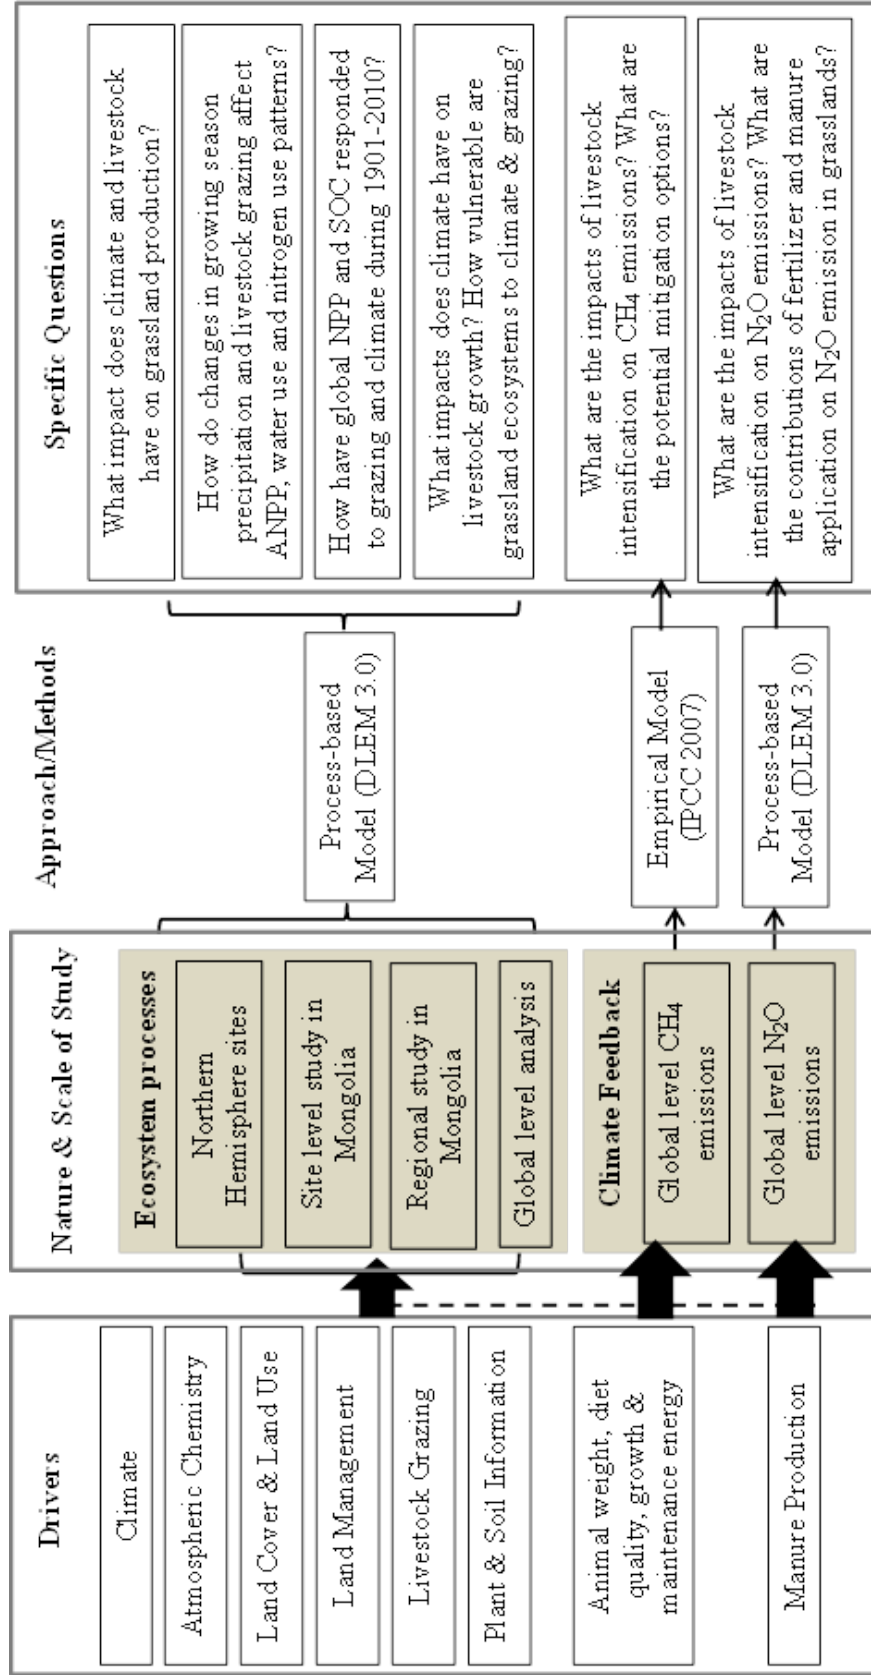 Drivers
Climate
Atmospheric Chemistry
Land Cover & Land Use
Land Management
Livestock Grazing
Plant & Soil Information
Animal weight, diet
quality, growth &
maintenance energy
Manure Production
Nature & Scale of Study
Ecosystem processes
Northern
Hemisphere sites
Site level study in
Mongolia
Regional study in
Mongolia
Global level analysis
Climate Feedback
Global level CH4
emissions
Global level N₂O
emissions
Approach/Methods
Process-based
Model (DLEM 3.0)
Empirical Model
(IPCC 2007)
Process-based
Model (DLEM 3.0)
Specific Questions
What impact does climate and livestock
have on grassland production?
How do changes in growing season
precipitation and livestock grazing affect
ANPP, water use and nitrogen use patterns?
How have global NPP and SOC responded
to grazing and climate during 1901-2010?
What impacts does climate have on
livestock growth? How vulnerable are
grassland ecosystems to climate & grazing?
What are the impacts of livestock
intensification on CH₄ emissions? What are
the potential mitigation options?
What are the impacts of livestock
intensification on N₂O emissions? What are
the contributions of fertilizer and manure
application on N₂O emission in grasslands?